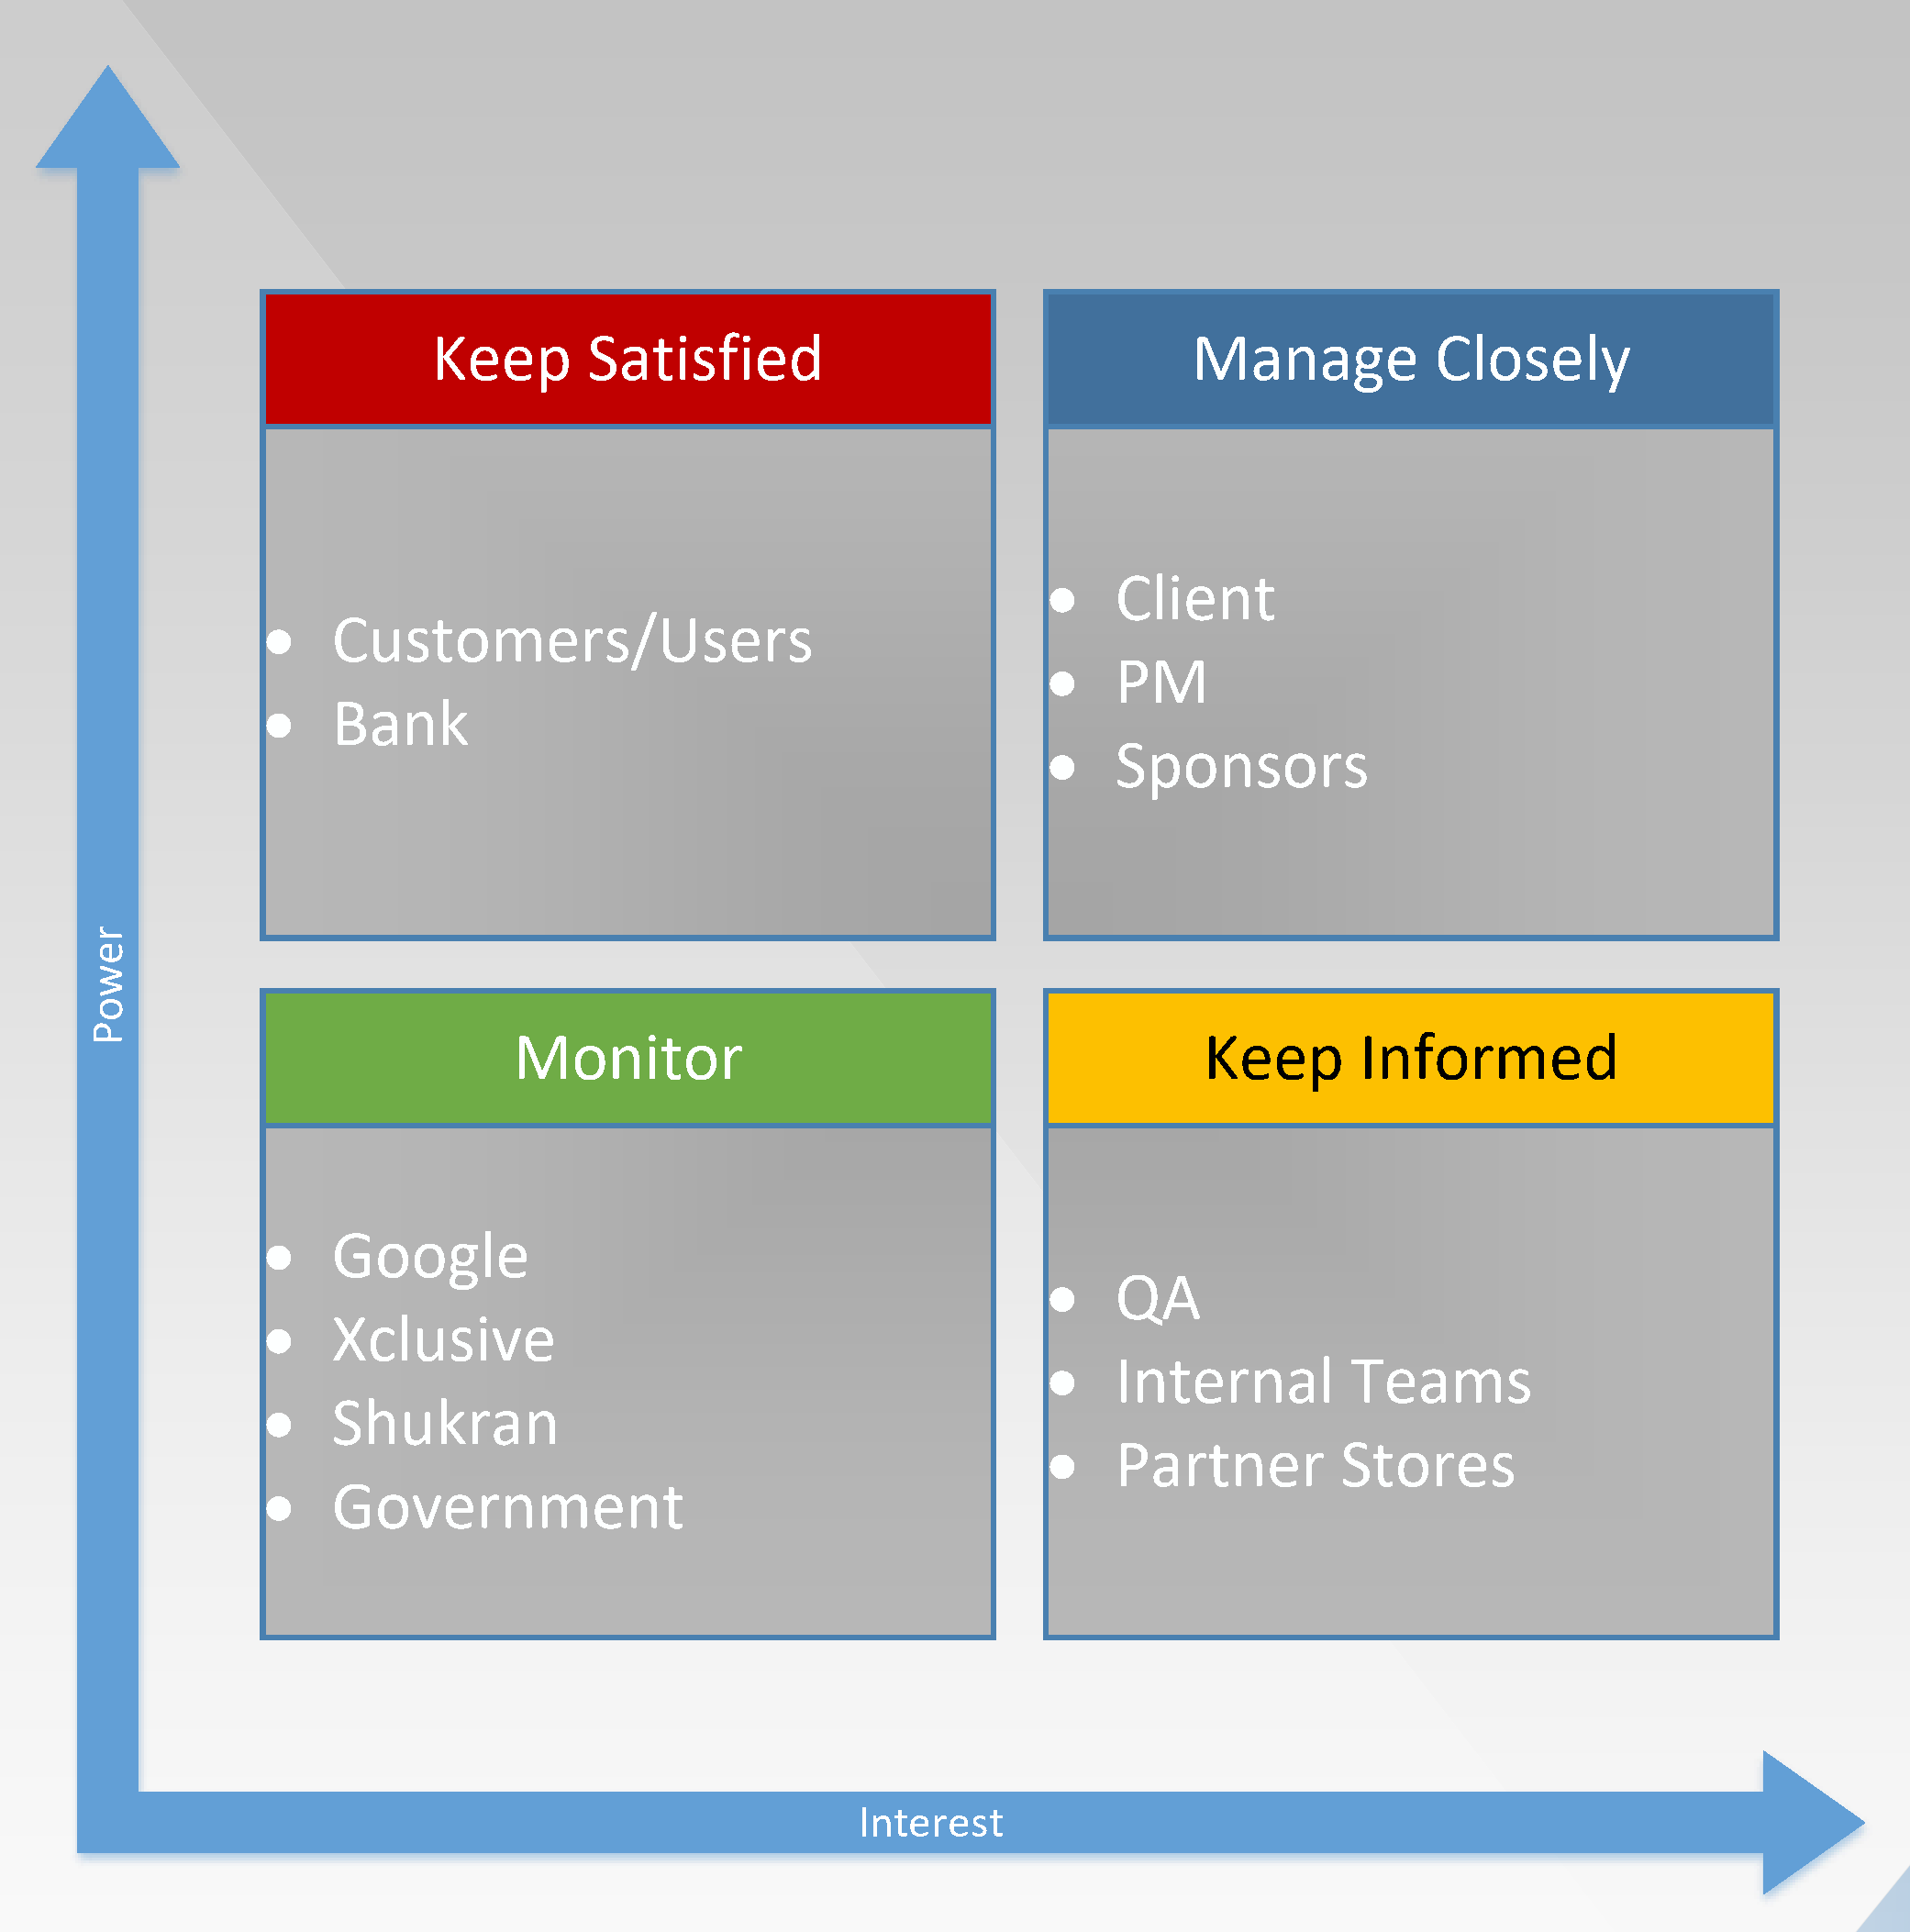 Keep Satisfied
• Customers/Users
• Bank
Manage Closely
• Client
• PM
• Sponsors
Power
Monitor
• Google
• Xclusive
• Shukran
• Government
Keep Informed
• QA
• Internal Teams
• Partner Stores
Interest